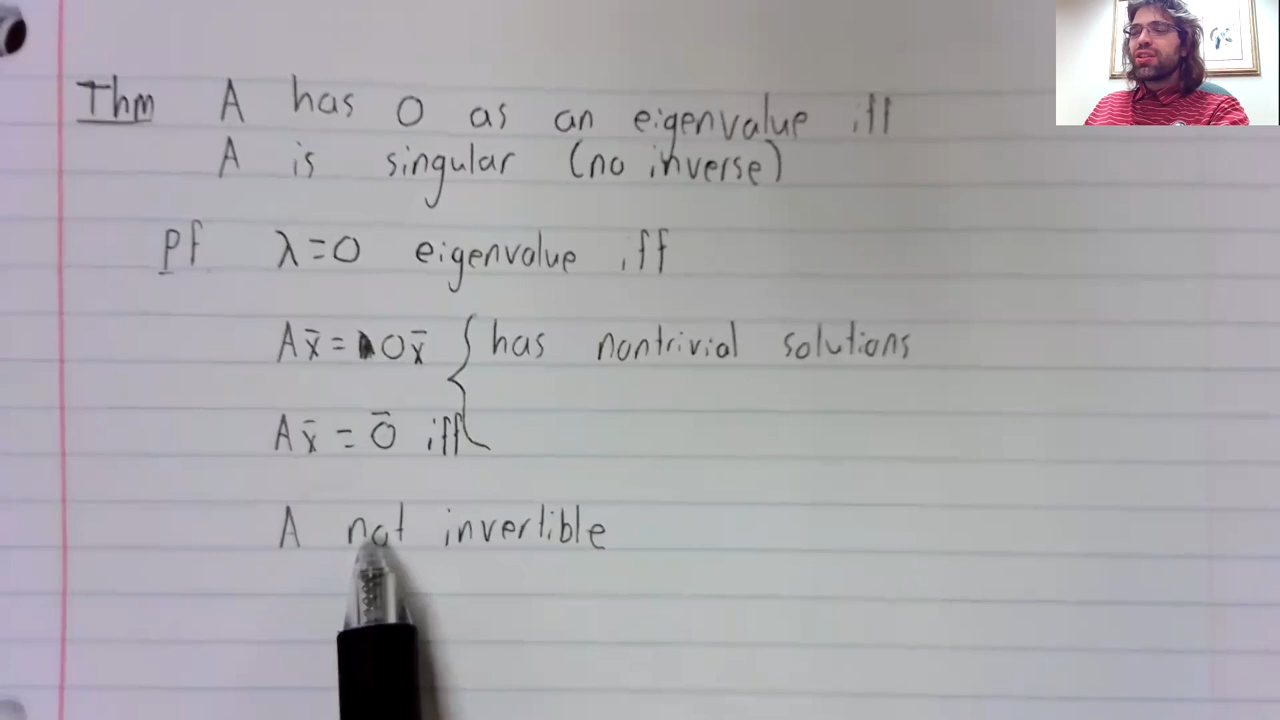 Thm A has 0 as an eigenvalue iff
A is singular (no inverse)
Pf λ=0 eigenvalue iff
Ax̄ = 0x̄ { has nontrivial solutions
Ax̄ = 0̄ iff
A not invertible